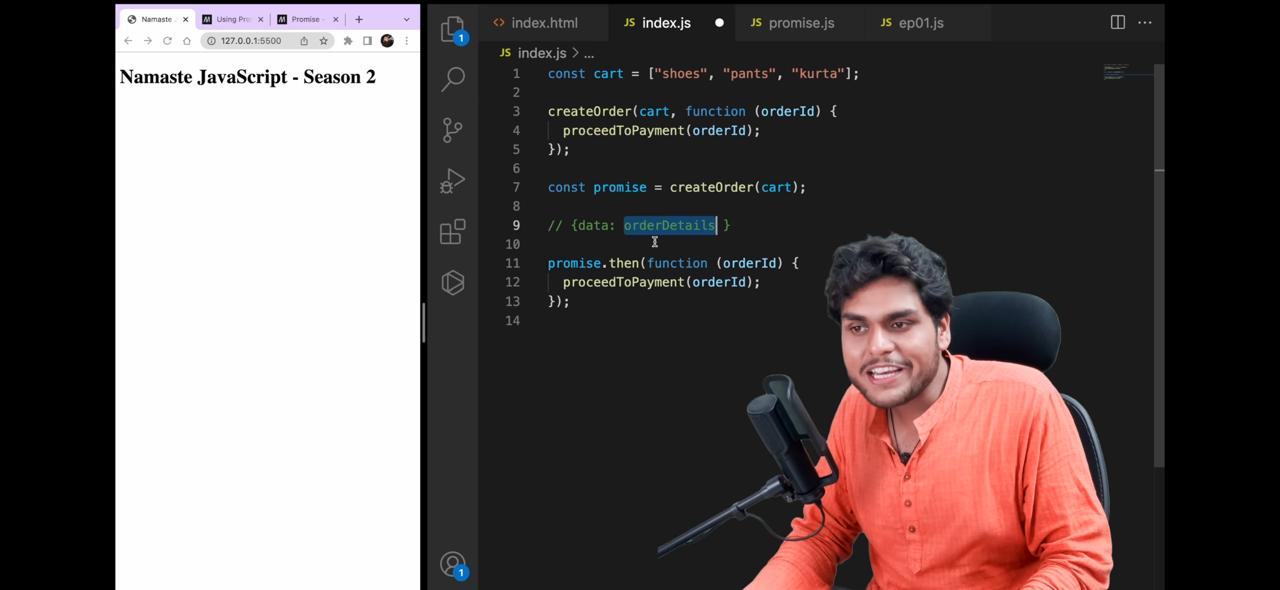 Namaste
Using Pro
Promise -
127.0.0.1:5500
Namaste JavaScript - Season 2
index.html
JS index.js
JS promise.js
JS ep01.js
JS index.js > ...
1 const cart = ["shoes", "pants", "kurta"];
2
3 createOrder(cart, function (orderId) {
4 proceedToPayment(orderId);
5 });
6
7 const promise = createOrder(cart);
8
9 // {data: orderDetails }
10
11 promise.then(function (orderId) {
12 proceedToPayment(orderId);
13 });
14
1
1